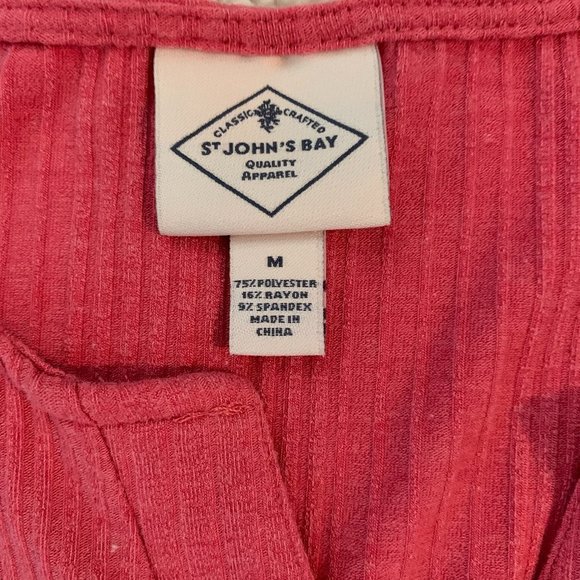 CLASSIC CRAFTED
ST JOHN'S BAY
QUALITY
APPAREL
M
75% POLYESTER
16% RAYON
9% SPANDEX
MADE IN
CHINA